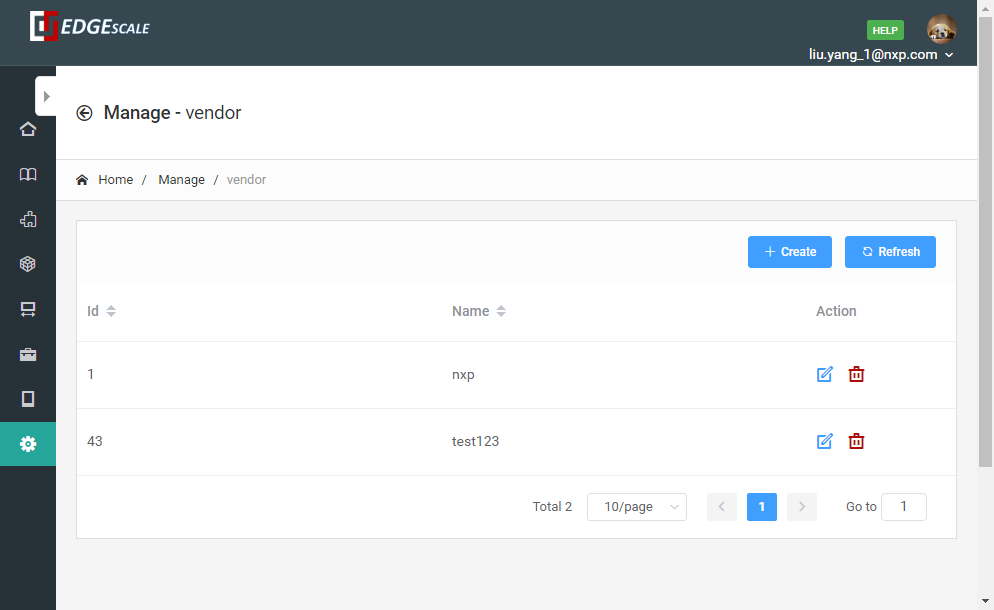 EDGESCALE
HELP
liu.yang_1@nxp.com
Manage - vendor
Home / Manage / vendor
Create Refresh
Id Name Action
1 nxp
43 test123
Total 2 10/page 1 Go to 1